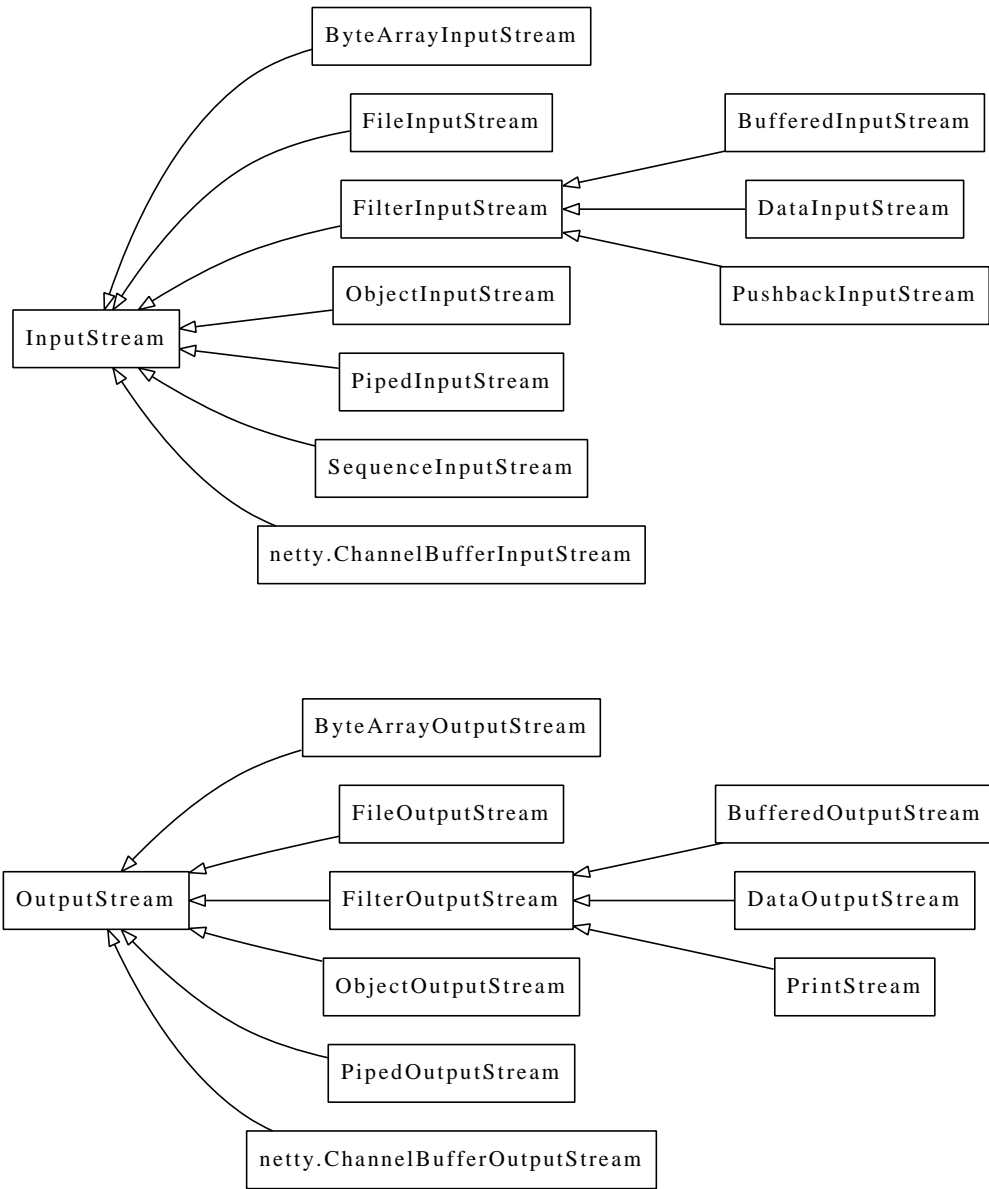 ByteArrayInputStream
FileInputStream
BufferedInputStream
FilterInputStream
DataInputStream
ObjectInputStream
PushbackInputStream
InputStream
PipedInputStream
SequenceInputStream
netty.ChannelBufferInputStream
ByteArrayOutputStream
FileOutputStream
BufferedOutputStream
OutputStream
FilterOutputStream
DataOutputStream
ObjectOutputStream
PrintStream
PipedOutputStream
netty.ChannelBufferOutputStream